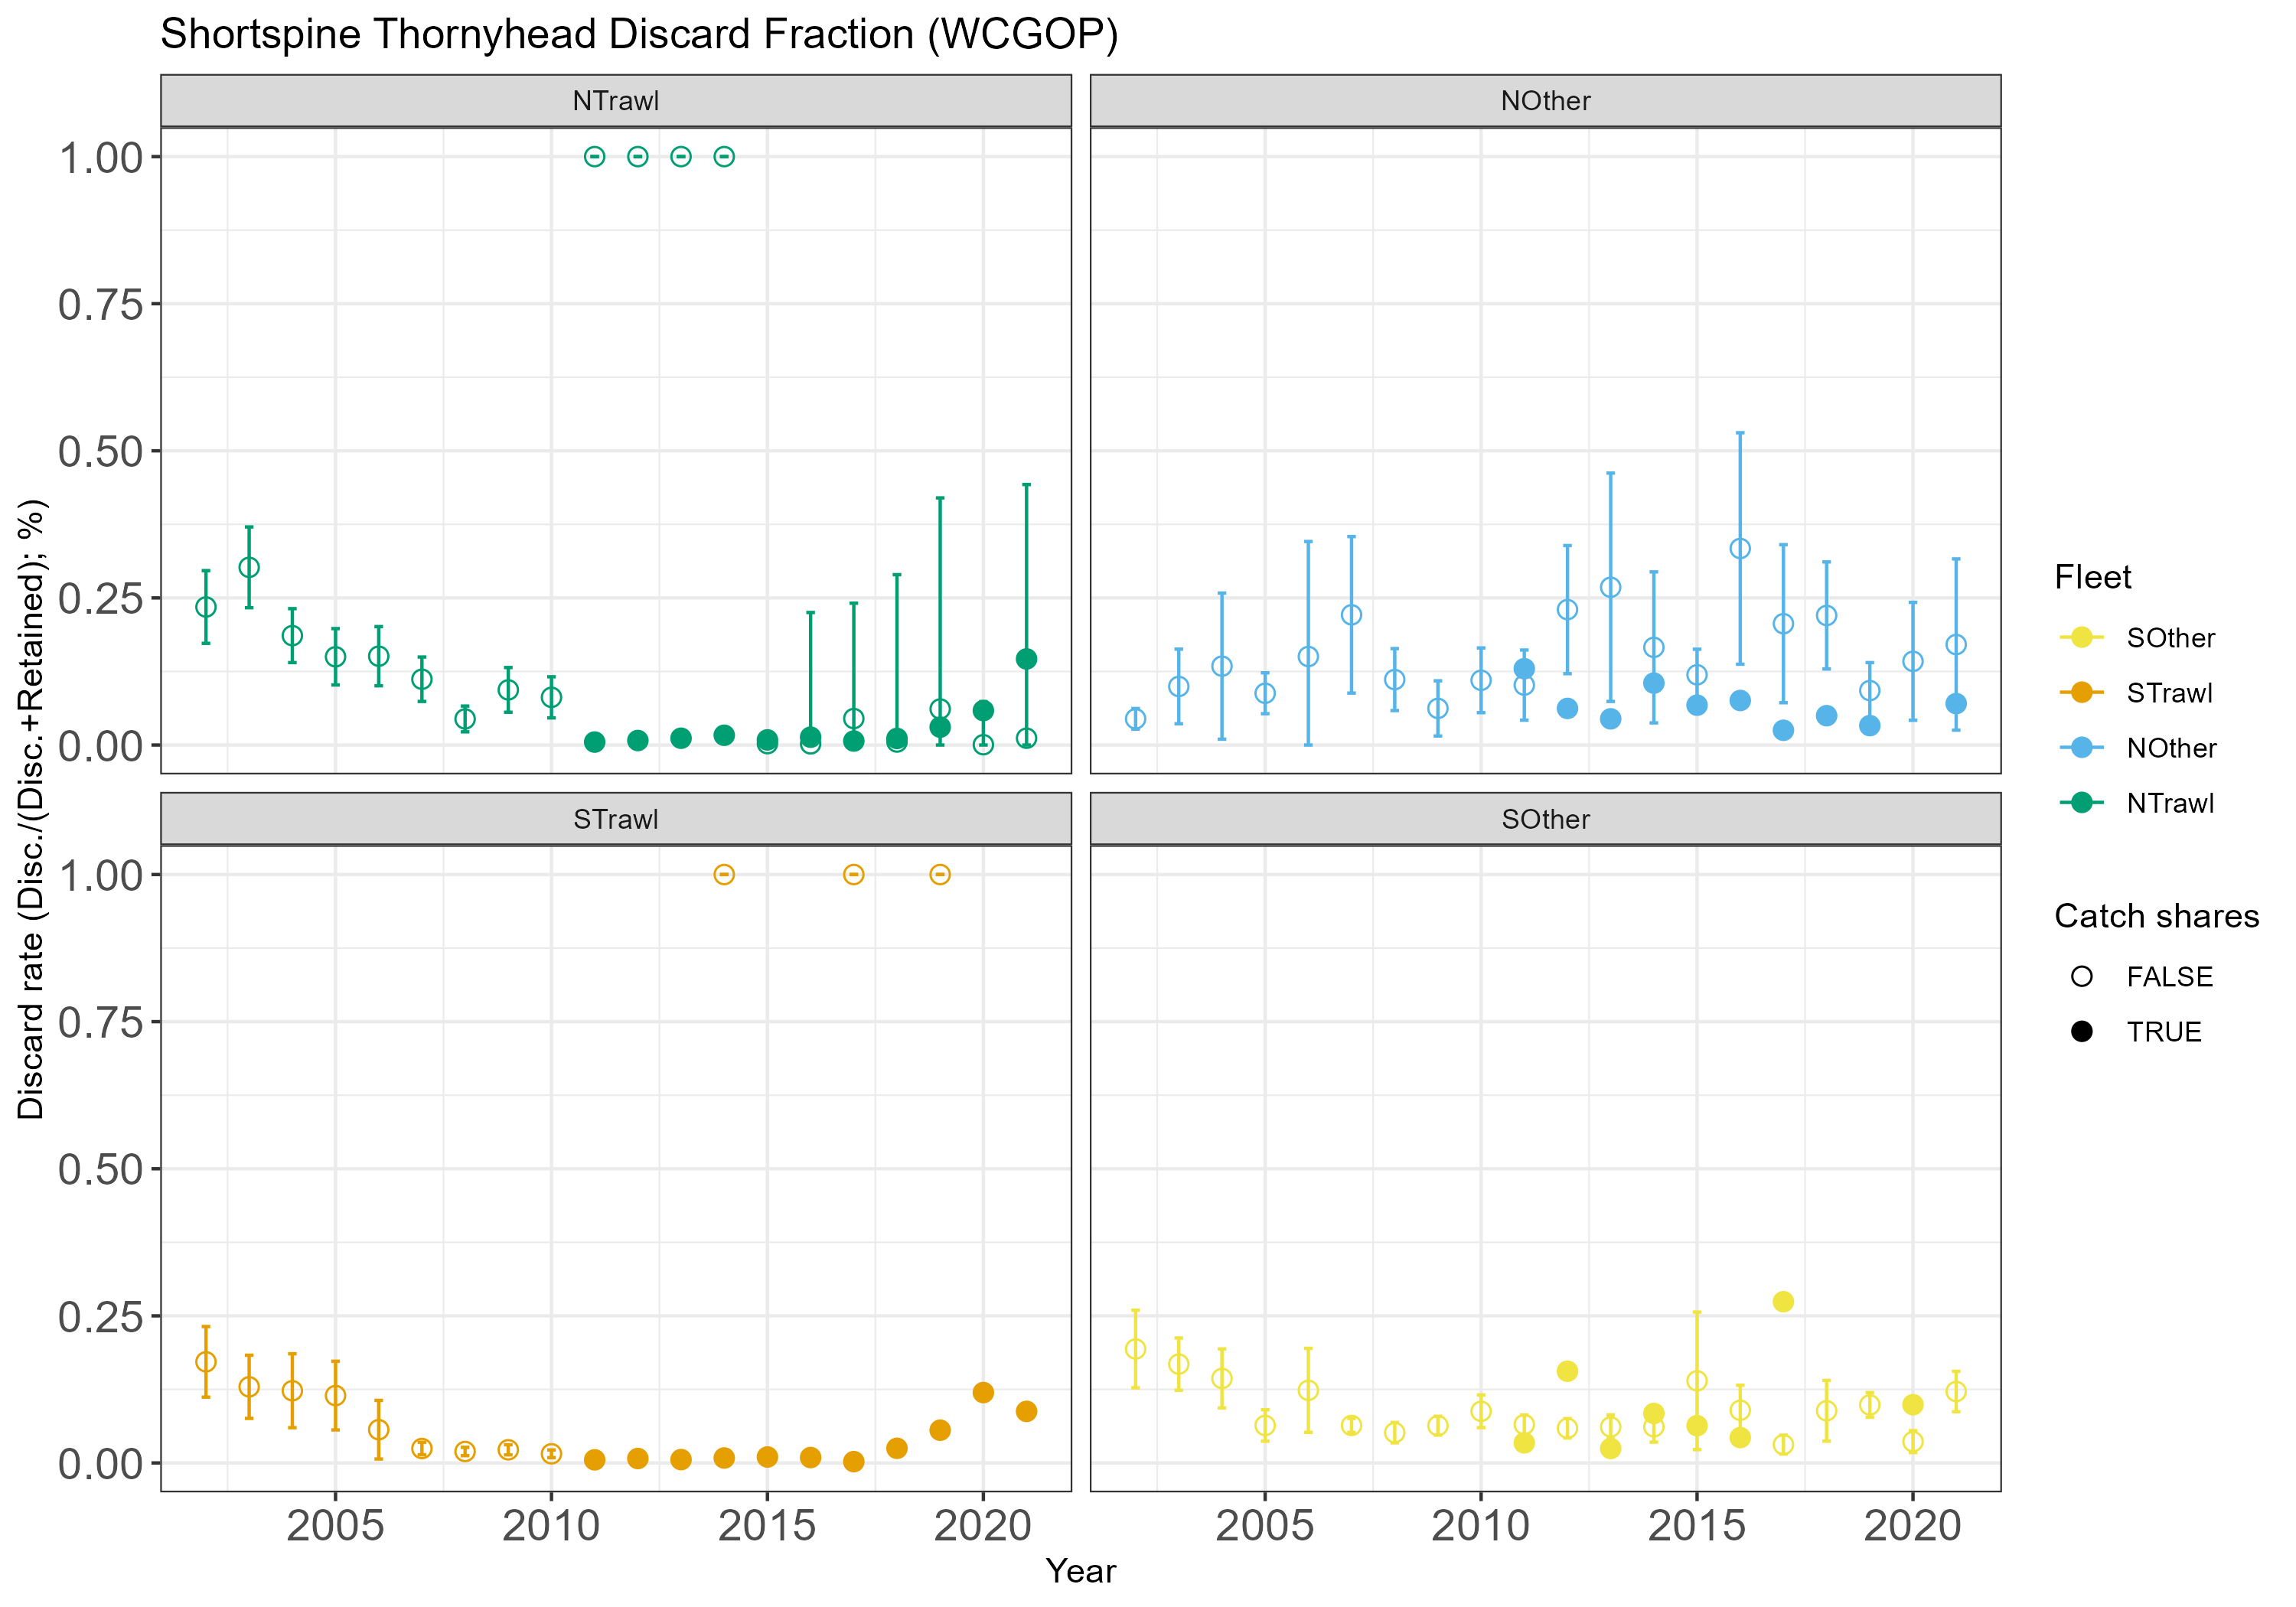 Shortspine Thornyhead Discard Fraction (WCGOP)
NTrawl
NOther
1.00
0.75
0.50
0.25
0.00
STrawl
SOther
1.00
0.75
0.50
0.25
0.00
2005
2010
2015
2020
2005
2010
2015
2020
Year
Discard rate (Disc./(Disc.+Retained); %)
Fleet
SOther
STrawl
NOther
NTrawl
Catch shares
FALSE
TRUE